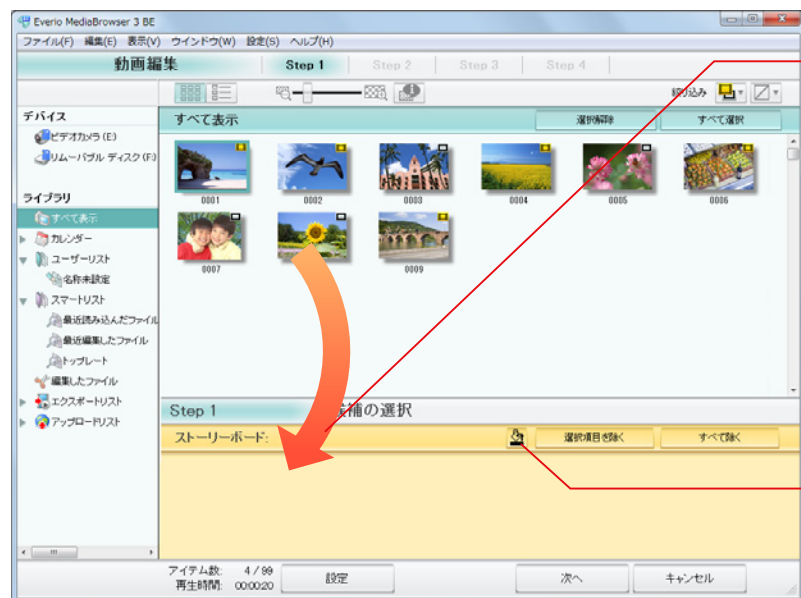 Everio MediaBrowser 3 BE
ファイル(F) 編集(E) 表示(V) ウインドウ(W) 設定(S) ヘルプ(H)
動画編集 Step 1 Step 2 Step 3 Step 4
絞り込み
デバイス
ビデオカメラ (E:)
リムーバブル ディスク (F:)
ライブラリ
すべて表示
カレンダー
ユーザーリスト
名称未設定
スマートリスト
最近読み込んだファイル
最近編集したファイル
トップレート
編集したファイル
エクスポートリスト
アップロードリスト
すべて表示 選択解除 すべて選択
0001 0002 0003 0004 0005 0006
0007 0009
Step 1 候補の選択
ストーリーボード: 選択項目を除く すべて除く
アイテム数: 4 / 99
再生時間: 00:00:20
設定 次へ キャンセル